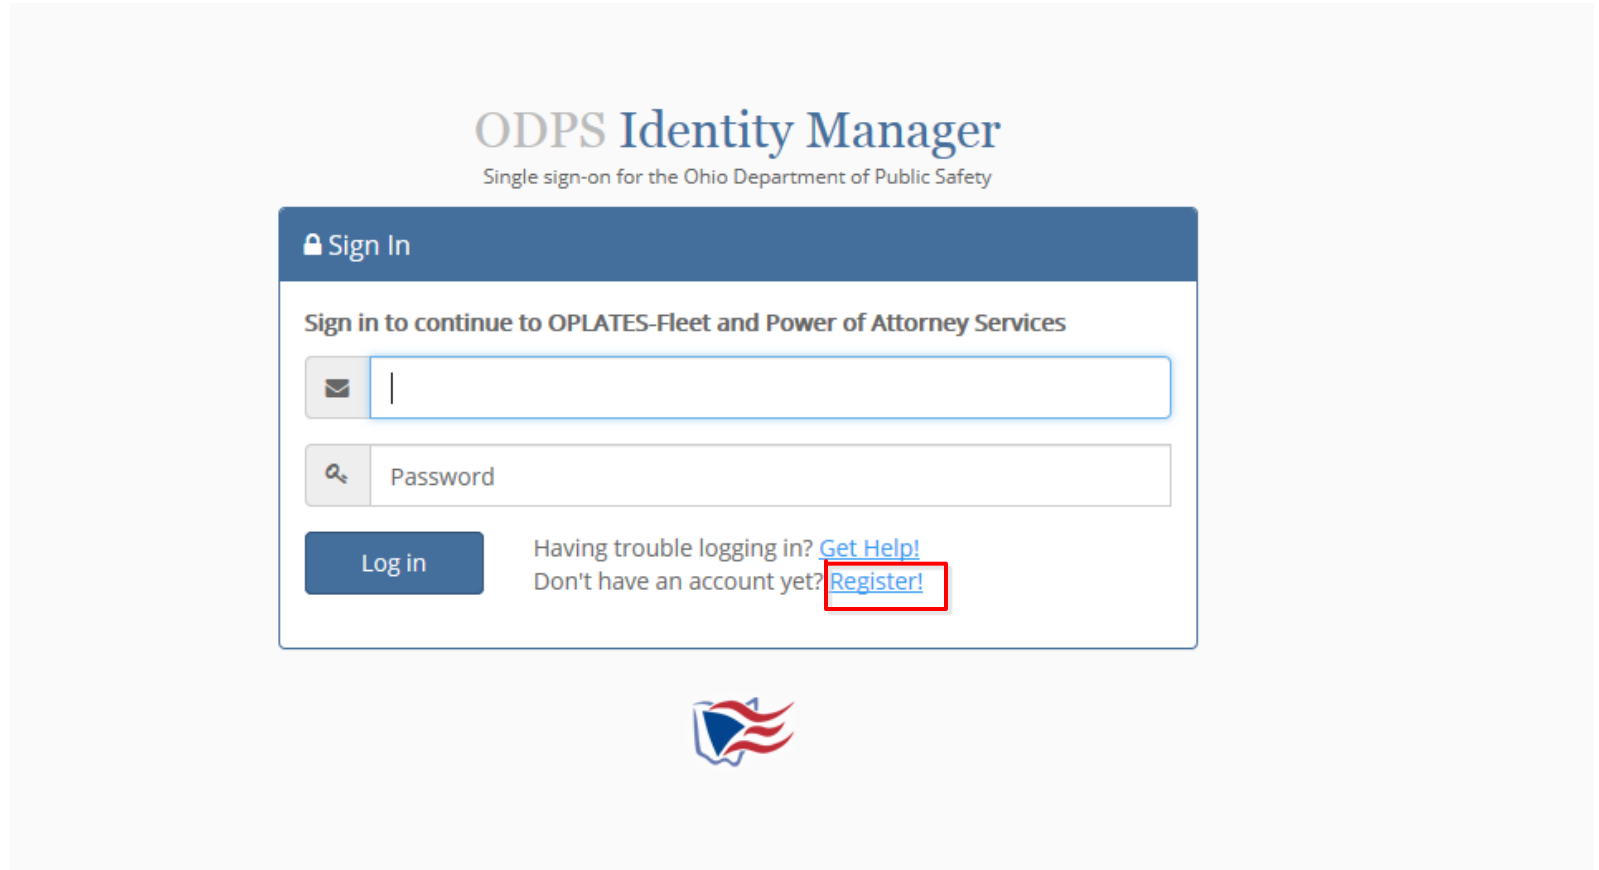 ODPS Identity Manager
Single sign-on for the Ohio Department of Public Safety
Sign In
Sign in to continue to OPLATES-Fleet and Power of Attorney Services
Password
Log in
Having trouble logging in? Get Help!
Don't have an account yet? Register!